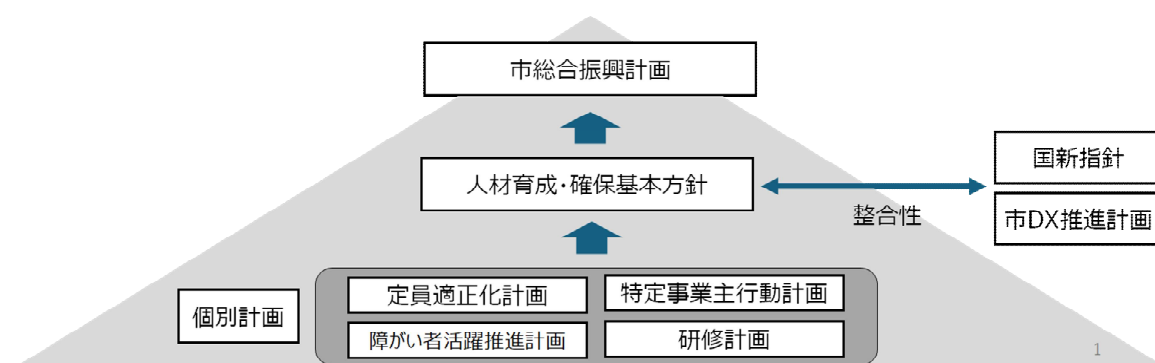 市総合振興計画
人材育成・確保基本方針
整合性
国新指針
市DX推進計画
個別計画
定員適正化計画
特定事業主行動計画
障がい者活躍推進計画
研修計画
1